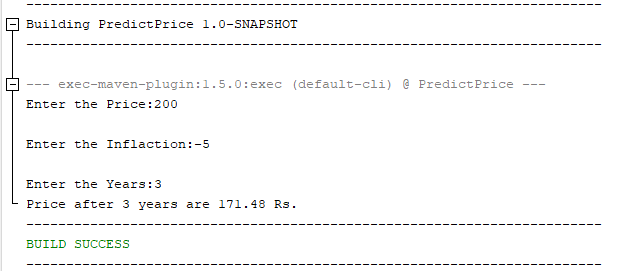 ------------------------------------------------------------------------
Building PredictPrice 1.0-SNAPSHOT
------------------------------------------------------------------------
--- exec-maven-plugin:1.5.0:exec (default-cli) @ PredictPrice ---
Enter the Price:200
Enter the Inflaction:-5
Enter the Years:3
Price after 3 years are 171.48 Rs.
------------------------------------------------------------------------
BUILD SUCCESS
------------------------------------------------------------------------